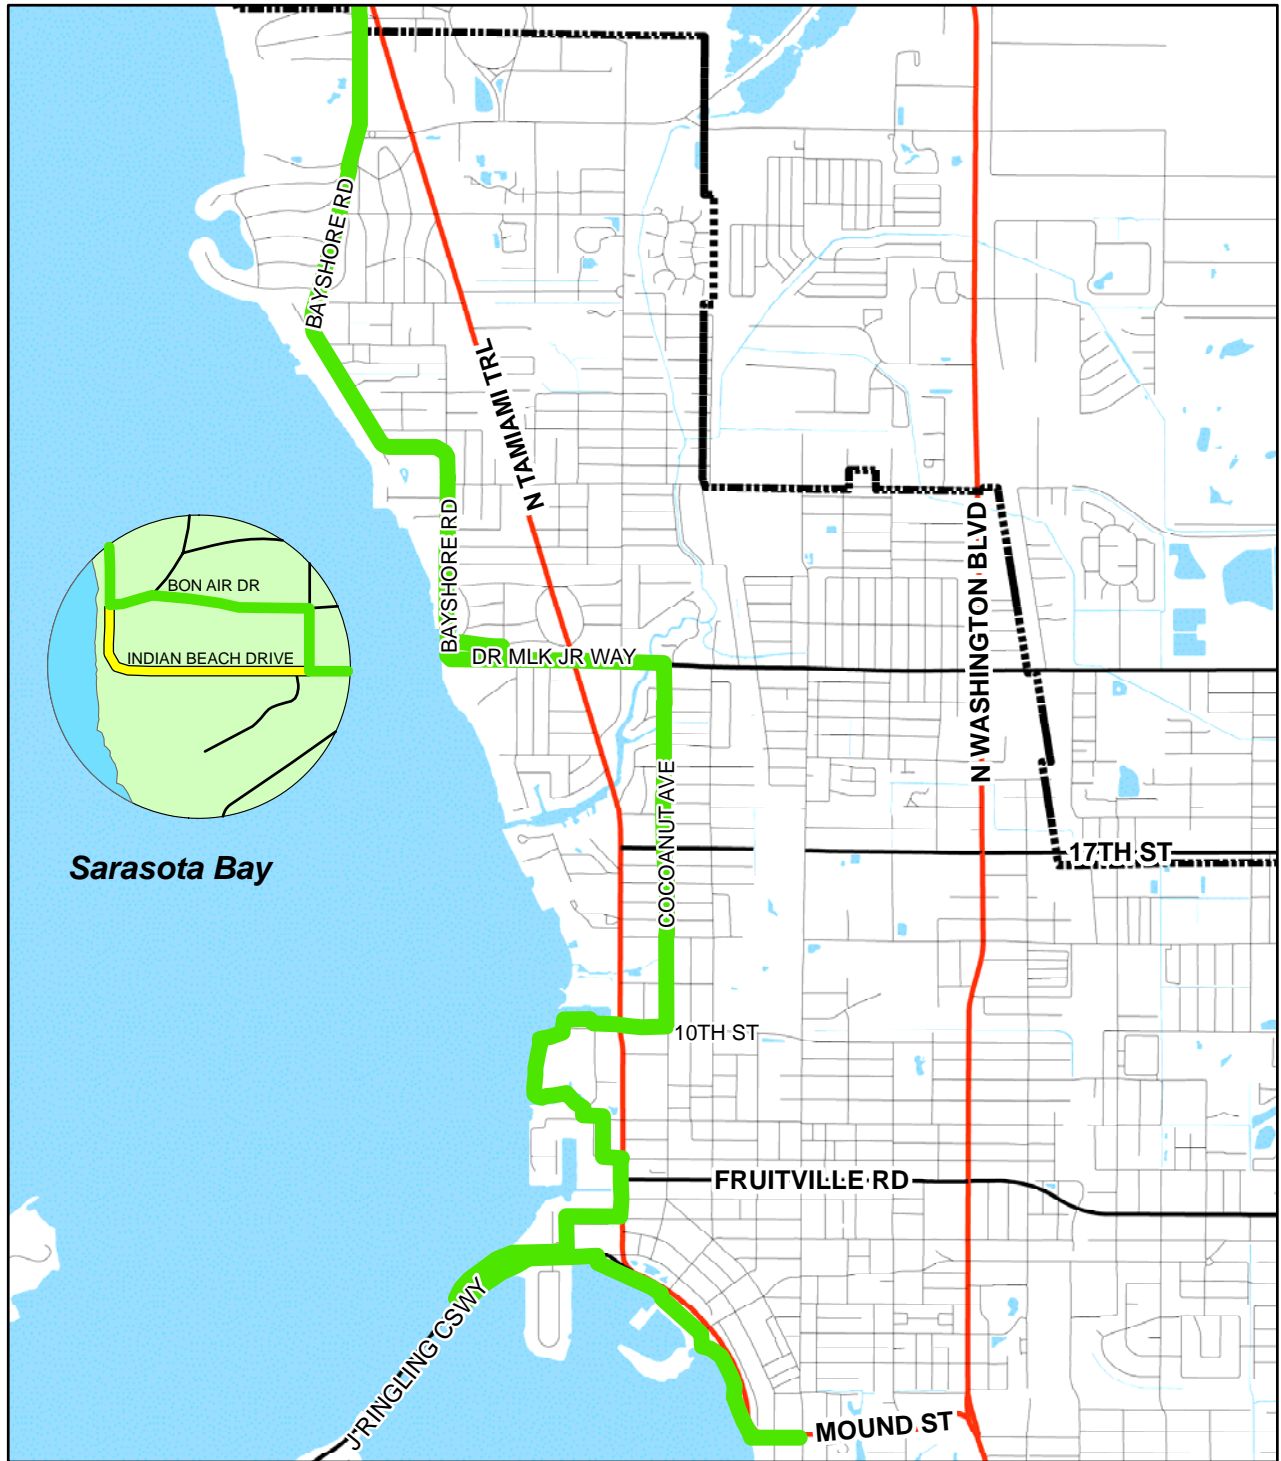 BAYSHORE RD
N TAMIAMI TRL
BAYSHORE RD
N WASHINGTON BLVD
BON AIR DR
INDIAN BEACH DRIVE
DR MLK JR WAY
COCOANUT AVE
17TH ST
Sarasota Bay
10TH ST
FRUITVILLE RD
J RINGLING CSWY
MOUND ST